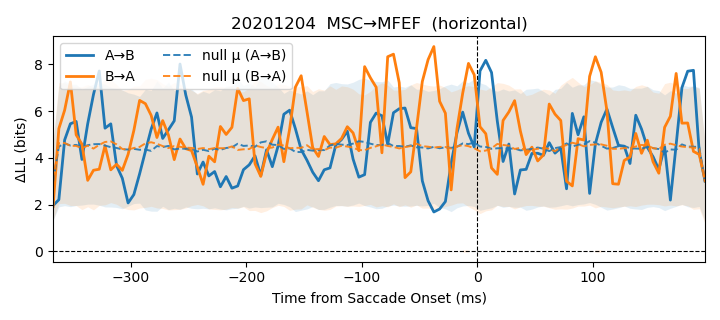 20201204  MSC→MFEF  (horizontal)
A→B
B→A
null μ (A→B)
null μ (B→A)
ΔLL (bits)
8
6
4
2
0
−300
−200
−100
0
100
Time from Saccade Onset (ms)